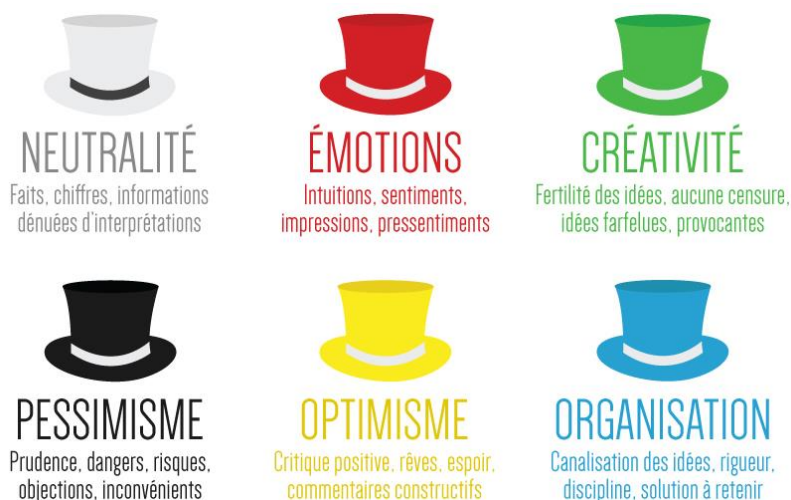 NEUTRALITÉ
Faits, chiffres, informations
dénuées d'interprétations
ÉMOTIONS
Intuitions, sentiments,
impressions, pressentiments
CRÉATIVITÉ
Fertilité des idées, aucune censure,
idées farfelues, provocantes
PESSIMISME
Prudence, dangers, risques,
objections, inconvénients
OPTIMISME
Critique positive, rêves, espoir,
commentaires constructifs
ORGANISATION
Canalisation des idées, rigueur,
discipline, solution à retenir